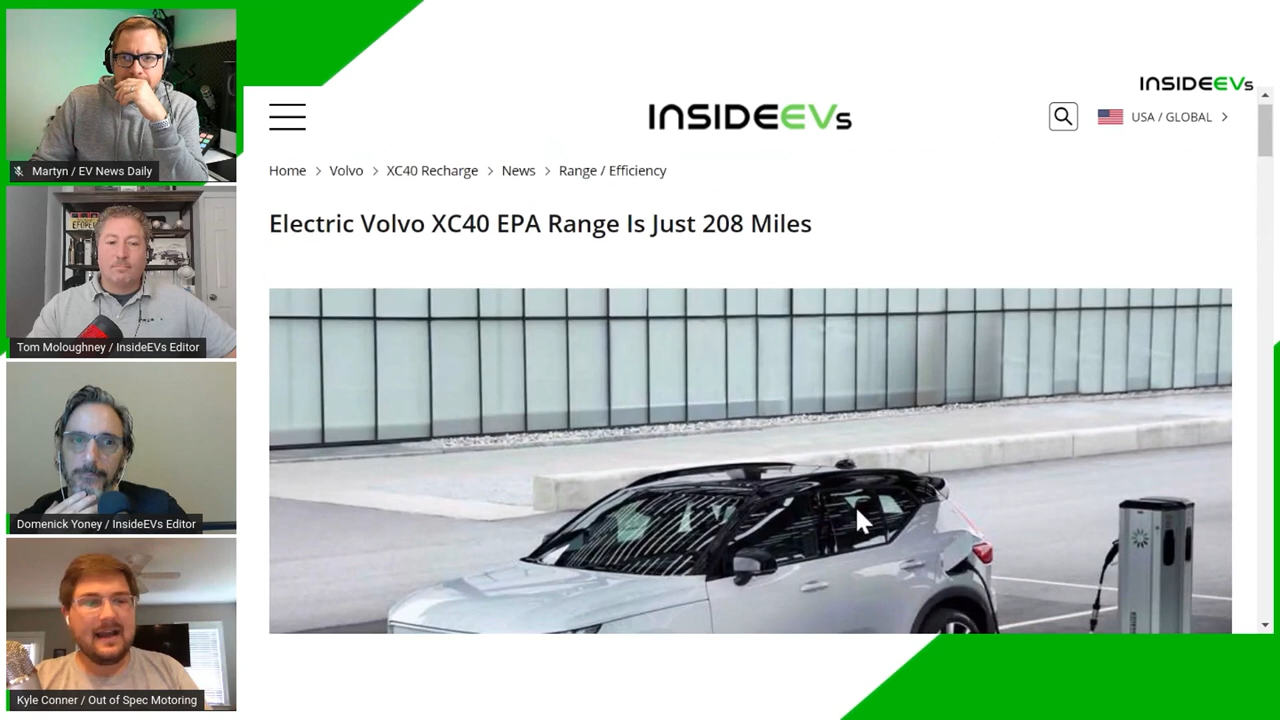 Martyn / EV News Daily
Tom Moloughney / InsideEVs Editor
Domenick Yoney / InsideEVs Editor
Kyle Conner / Out of Spec Motoring
INSIDEEVs
INSIDEEVs
USA / GLOBAL
Home > Volvo > XC40 Recharge > News > Range / Efficiency
Electric Volvo XC40 EPA Range Is Just 208 Miles